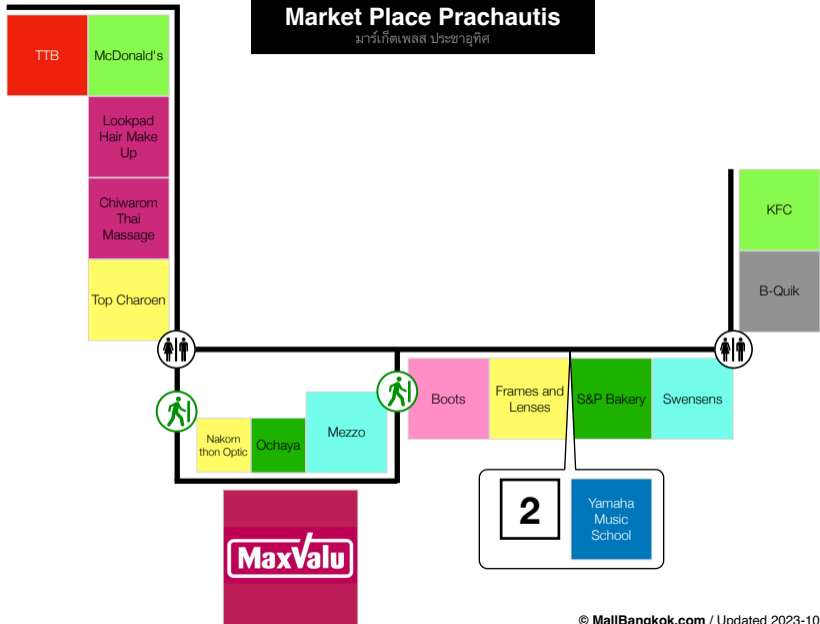 Market Place Prachautis
มาร์เก็ตเพลส ประชาอุทิศ
TTB
McDonald's
Lookpad
Hair Make
Up
Chiwarom
Thai
Massage
Top Charoen
KFC
B-Quik
Nakorn
thon Optic
Ochaya
Mezzo
Boots
Frames and
Lenses
S&P Bakery
Swensens
2
Yamaha
Music
School
MaxValu
© MallBangkok.com / Updated 2023-10